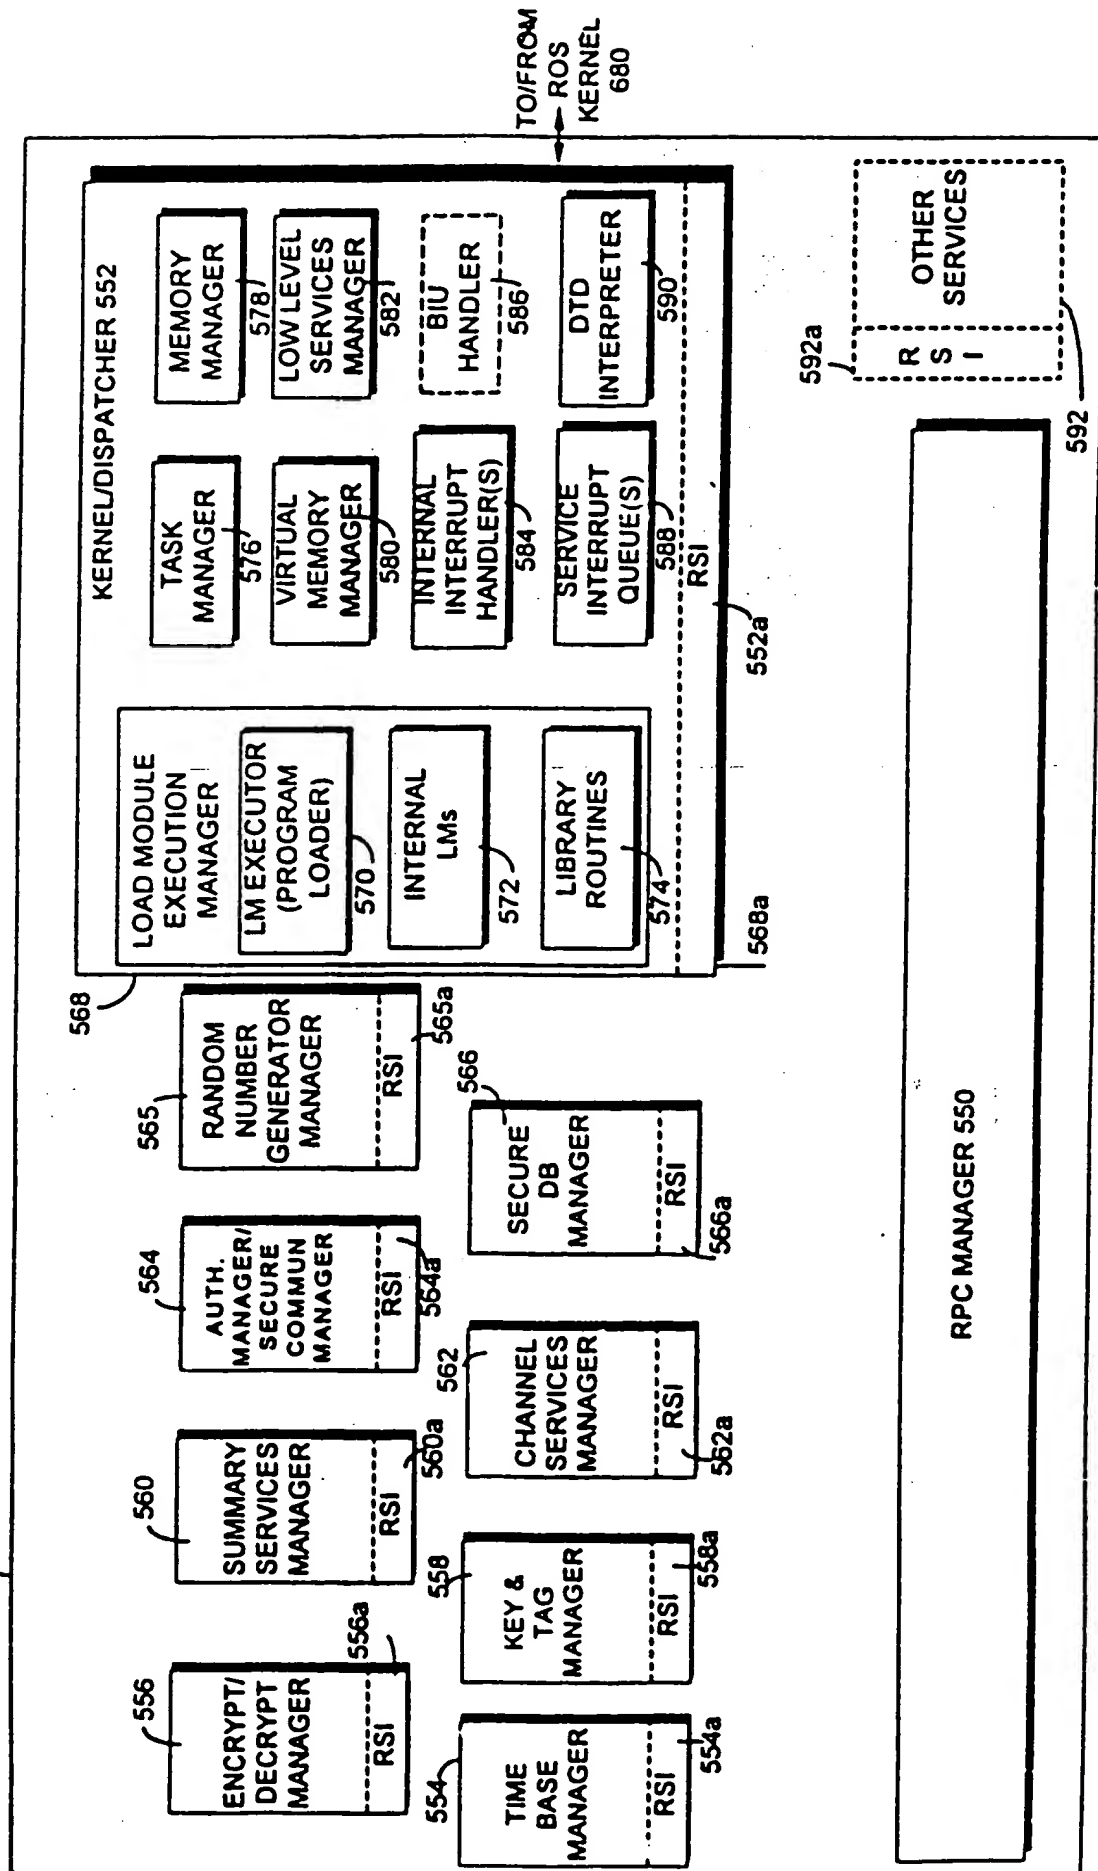 TO/FROM
ROS
KERNEL
680
KERNEL/DISPATCHER 552
568
LOAD MODULE
EXECUTION
MANAGER
LM EXECUTOR
(PROGRAM
LOADER)
570
INTERNAL
LMs
572
LIBRARY
ROUTINES
574
568a
TASK
MANAGER
576
MEMORY
MANAGER
578
VIRTUAL
MEMORY
MANAGER
580
LOW LEVEL
SERVICES
MANAGER
582
INTERNAL
INTERRUPT
HANDLER(S)
584
BIU
HANDLER
586
SERVICE
INTERRUPT
QUEUE(S)
588
DTD
INTERPRETER
590
RSI
552a
556
ENCRYPT/
DECRYPT
MANAGER
RSI
556a
560
SUMMARY
SERVICES
MANAGER
RSI
560a
564
AUTH.
MANAGER/
SECURE
COMMUN
MANAGER
RSI
564a
565
RANDOM
NUMBER
GENERATOR
MANAGER
RSI
565a
554
TIME
BASE
MANAGER
RSI
554a
558
KEY &
TAG
MANAGER
RSI
558a
562
CHANNEL
SERVICES
MANAGER
RSI
562a
566
SECURE
DB
MANAGER
RSI
566a
592a
R
S
I
OTHER
SERVICES
592
RPC MANAGER 550